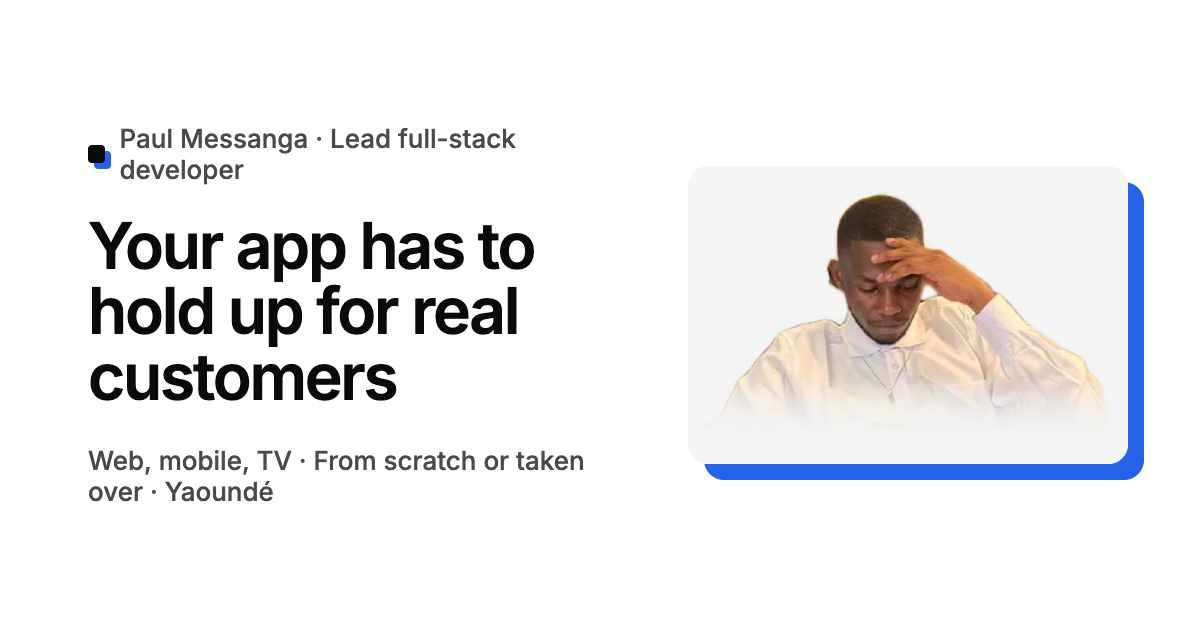 Paul Messanga · Lead full-stack
developer
Your app has to
hold up for real
customers
Web, mobile, TV · From scratch or taken
over · Yaoundé